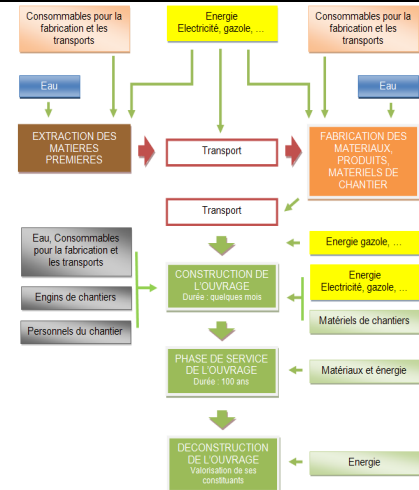 Consommables pour la
fabrication et les
transports
Energie
Electricité, gazole, ...
Consommables pour la
fabrication et les
transports
Eau
Eau
EXTRACTION DES
MATIERES
PREMIERES
Transport
FABRICATION DES
MATERIAUX,
PRODUITS,
MATERIELS DE
CHANTIER
Transport
Eau, Consommables
pour la fabrication et
les transports
Energie gazole, ...
CONSTRUCTION DE
L'OUVRAGE
Durée : quelques mois
Energie
Electricité, gazole, ...
Engins de chantiers
Matériels de chantiers
Personnels du chantier
PHASE DE SERVICE
DE L'OUVRAGE
Durée : 100 ans
Matériaux et énergie
DECONSTRUCTION
DE L'OUVRAGE
Valorisation de ses
constituants
Energie